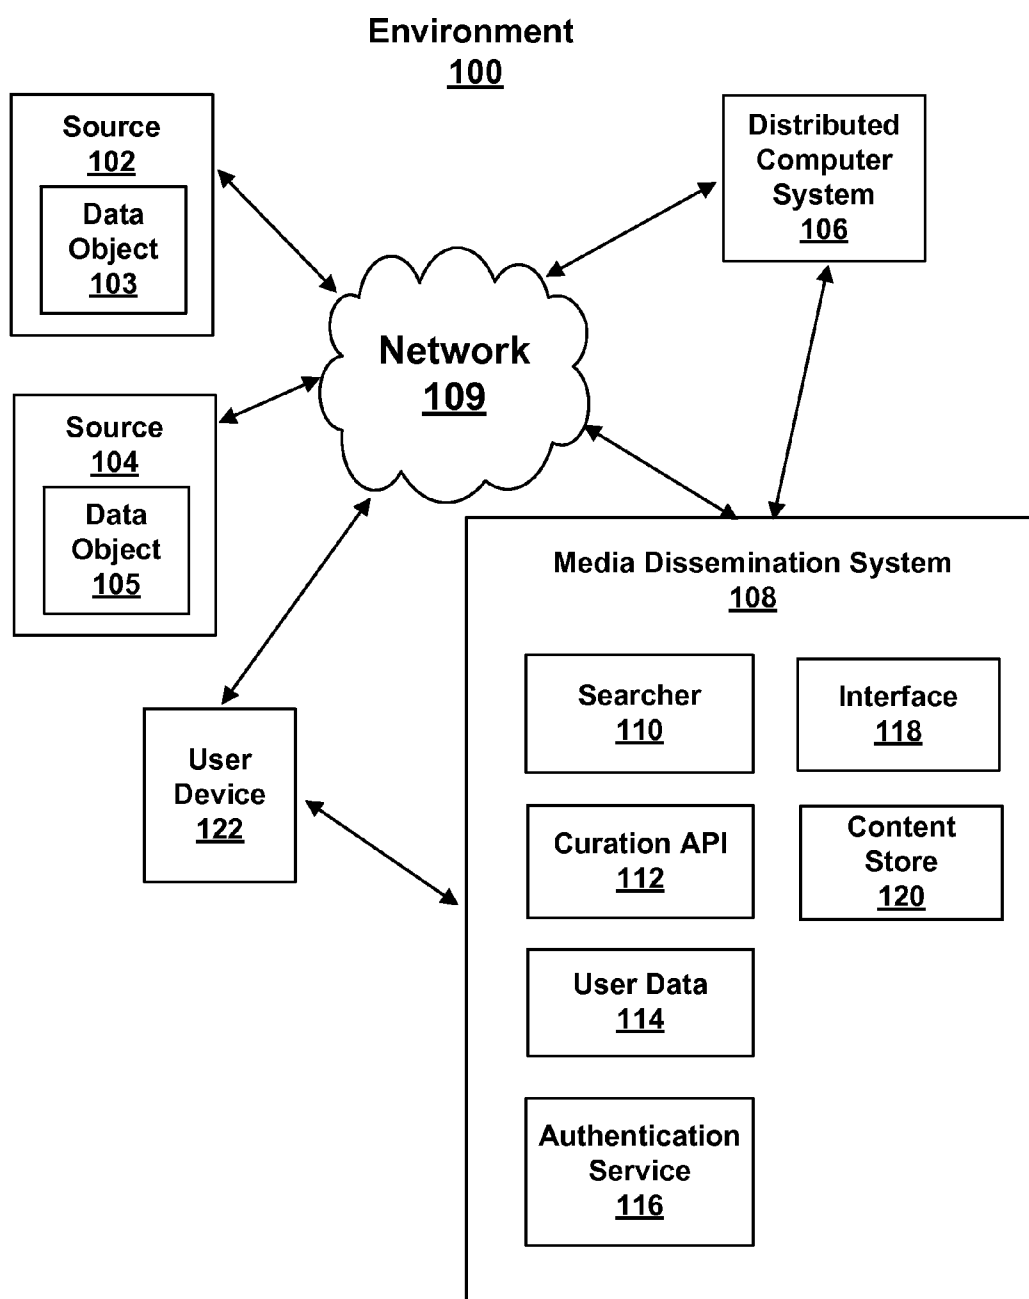 Environment
100
Source
102
Data
Object
103
Distributed
Computer
System
106
Network
109
Source
104
Data
Object
105
Media Dissemination System
108
Searcher
110
Interface
118
User
Device
122
Curation API
112
Content
Store
120
User Data
114
Authentication
Service
116